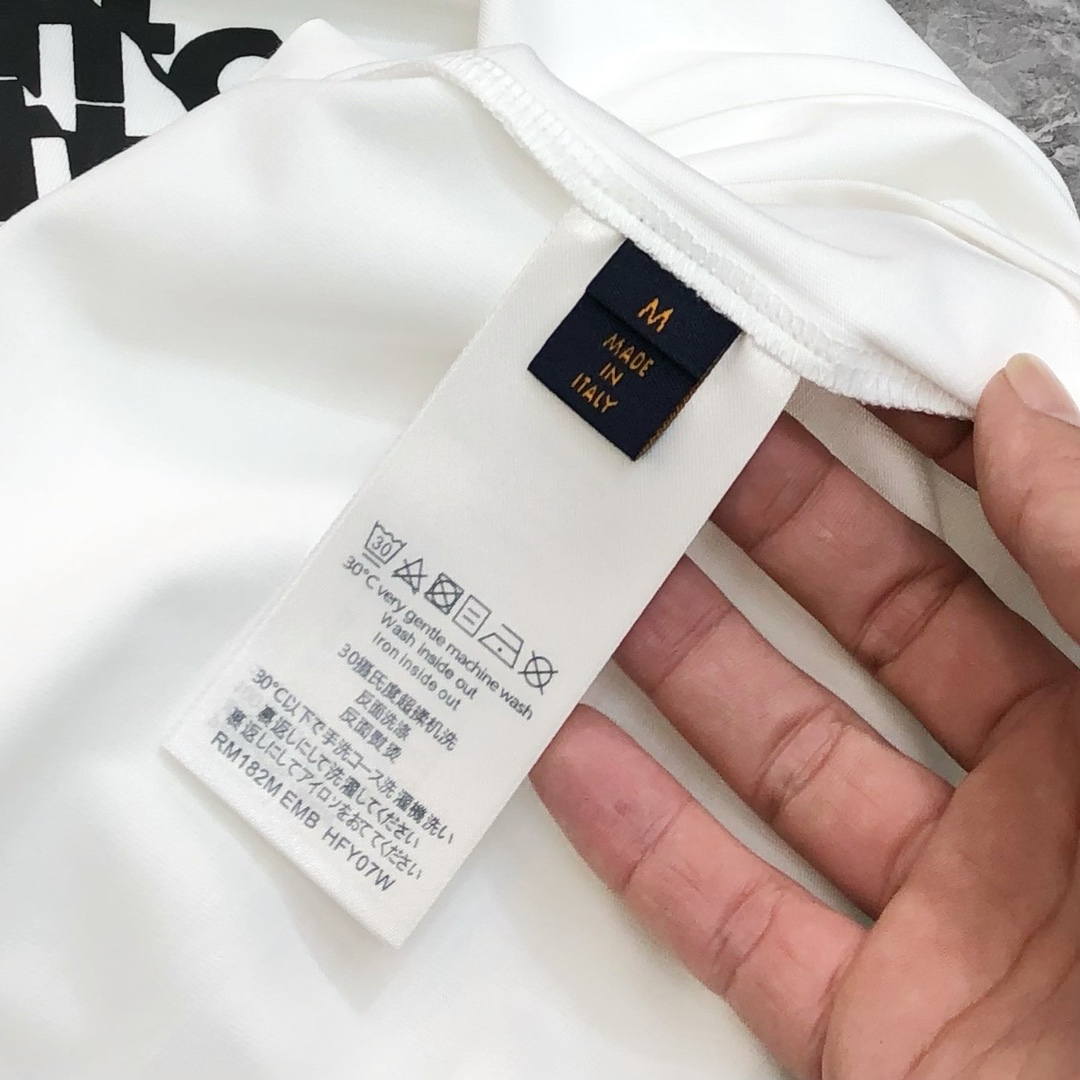 M
MADE
IN
ITALY
30
30°C very gentle machine wash
Wash inside out
Iron inside out
30摄氏度超柔机洗
反面洗涤
反面熨烫
30℃以下で手洗コース洗濯機洗い
裏返しにして洗濯してください
裏返しにしてアイロンをおててください
RM182M EMB HFY07W